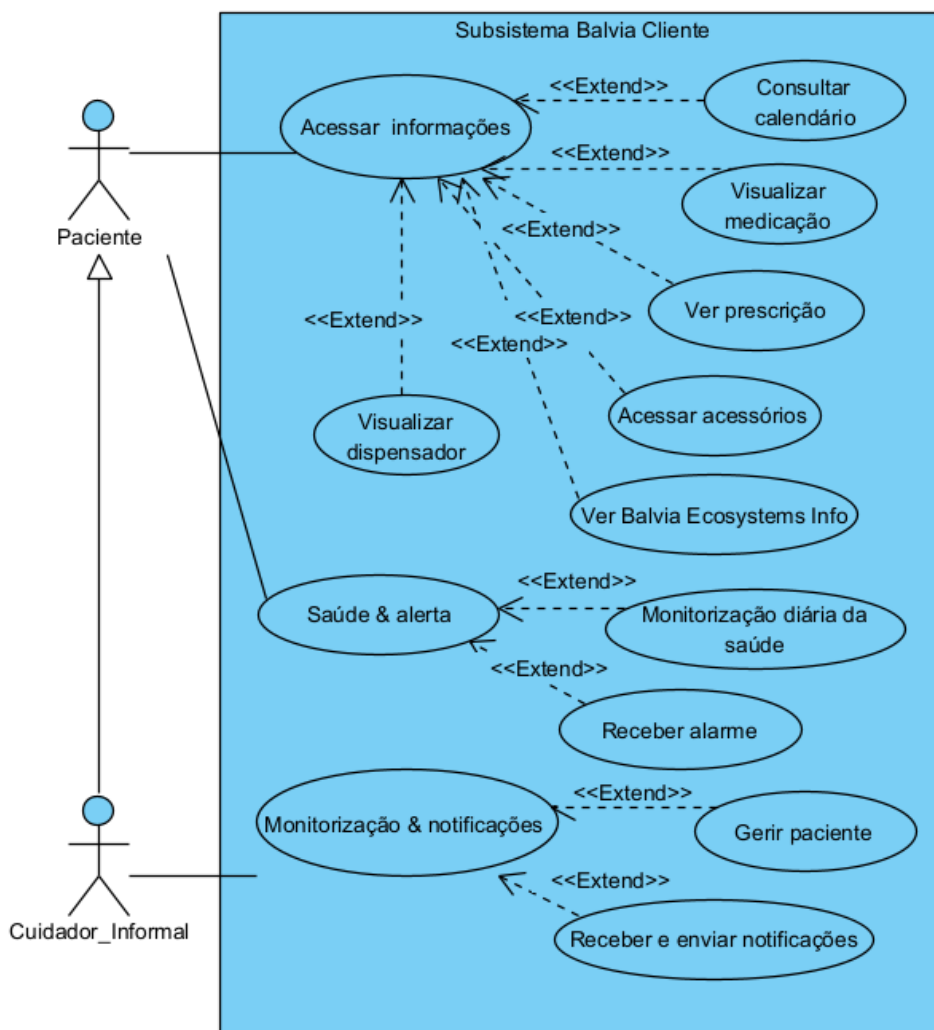 Subsistema Balvia Cliente
<<Extend>>
Consultar
calendário
Acessar informações
<<Extend>>
Visualizar
medicação
Paciente
<<Extend>>
Ver prescrição
<<Extend>>
<<Extend>>
<<Extend>>
Acessar acessórios
Visualizar
dispensador
Ver Balvia Ecosystems Info
<<Extend>>
Saúde & alerta
Monitorização diária da
saúde
<<Extend>>
Receber alarme
<<Extend>>
Monitorização & notificações
Gerir paciente
<<Extend>>
Cuidador_Informal
Receber e enviar notificações